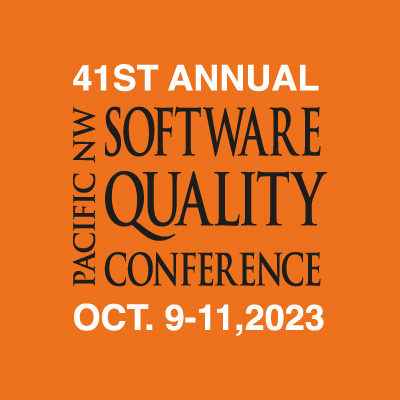 41ST ANNUAL
PACIFIC NW
SOFTWARE
QUALITY
CONFERENCE
OCT. 9-11,2023